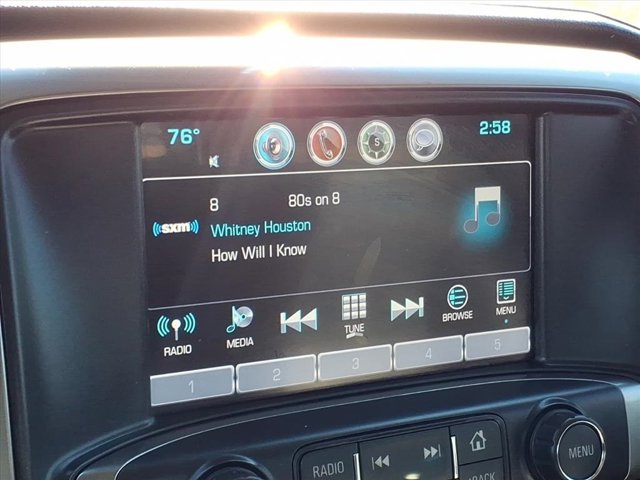 76° 2:58
S
8 80s on 8
((sxm))
Whitney Houston
How Will I Know
RADIO MEDIA TUNE BROWSE MENU
1 2 3 4 5
RADIO MENU
BACK